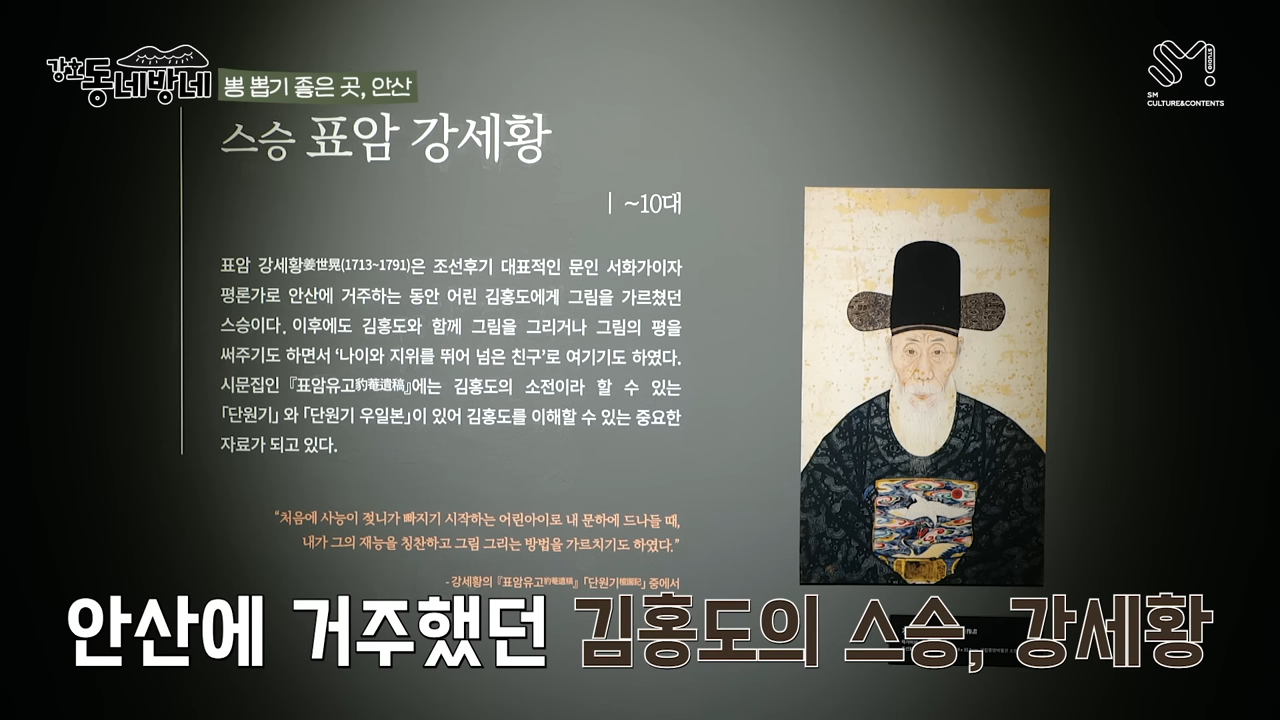 강호동네방네
뽕 뽑기 좋은 곳, 안산
SM
STUDIO
SM
CULTURE&CONTENTS
스승 표암 강세황
| ~10대
표암 강세황姜世晃(1713~1791)은 조선후기 대표적인 문인 서화가이자
평론가로 안산에 거주하는 동안 어린 김홍도에게 그림을 가르쳤던
스승이다. 이후에도 김홍도와 함께 그림을 그리거나 그림의 평을
써주기도 하면서 ‘나이와 지위를 뛰어 넘은 친구’로 여기기도 하였다.
시문집인 『표암유고豹菴遺稿』에는 김홍도의 소전이라 할 수 있는
「단원기」 와 「단원기 우일본」이 있어 김홍도를 이해할 수 있는 중요한
자료가 되고 있다.
“처음에 사능이 젖니가 빠지기 시작하는 어린아이로 내 문하에 드나들 때,
내가 그의 재능을 칭찬하고 그림 그리는 방법을 가르치기도 하였다.”
- 강세황의 『표암유고豹菴遺稿』 「단원기檀園記」 중에서
안산에 거주했던 김홍도의 스승, 강세황